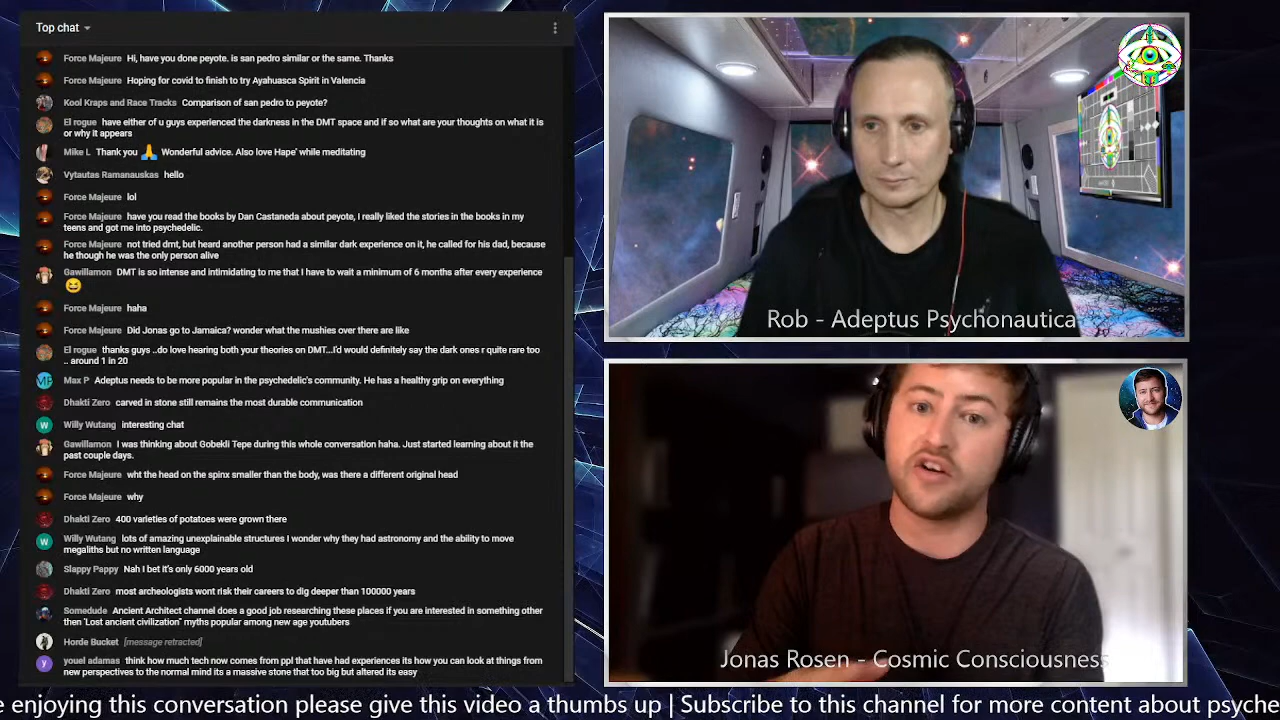 Top chat
Force Majeure Hi, have you done peyote. is san pedro similar or the same. Thanks
Force Majeure Hoping for covid to finish to try Ayahuasca Spirit in Valencia
Kool Kraps and Race Tracks Comparison of san pedro to peyote?
El rogue have either of u guys experienced the darkness in the DMT space and if so what are your thoughts on what it is
or why it appears
Mike L Thank you 🙏 Wonderful advice. Also love Hape' while meditating
Vytautas Ramanauskas hello
Force Majeure lol
Force Majeure have you read the books by Dan Castaneda about peyote, I really liked the stories in the books in my
teens and got me into psychedelic.
Force Majeure not tried dmt, but heard another person had a similar dark experience on it, he called for his dad, because
he though he was the only person alive
Gawillamon DMT is so intense and intimidating to me that I have to wait a minimum of 6 months after every experience
😆
Force Majeure haha
Force Majeure Did Jonas go to Jamaica? wonder what the mushies over there are like
El rogue thanks guys ..do love hearing both your theories on DMT...I'd would definitely say the dark ones r quite rare too
.. around 1 in 20
Max P Adeptus needs to be more popular in the psychedelic's community. He has a healthy grip on everything
Dhakti Zero carved in stone still remains the most durable communication
W Willy Wutang interesting chat
Gawillamon I was thinking about Gobekli Tepe during this whole conversation haha. Just started learning about it the
past couple days.
Force Majeure wht the head on the spinx smaller than the body, was there a different original head
Force Majeure why
Dhakti Zero 400 varieties of potatoes were grown there
W Willy Wutang lots of amazing unexplainable structures I wonder why they had astronomy and the ability to move
megaliths but no written language
Slappy Pappy Nah I bet it's only 6000 years old
Dhakti Zero most archeologists wont risk their careers to dig deeper than 100000 years
Somedude Ancient Architect channel does a good job researching these places if you are interested in something other
then "Lost ancient civilization" myths popular among new age youtubers
Horde Bucket [message retracted]
y youel adamas think how much tech now comes from ppl that have had experiences its how you can look at things from
new perspectives to the normal mind its a massive stone that too big but altered its easy
Rob - Adeptus Psychonautica
Jonas Rosen - Cosmic Consciousness
e enjoying this conversation please give this video a thumbs up | Subscribe to this channel for more content about psyche